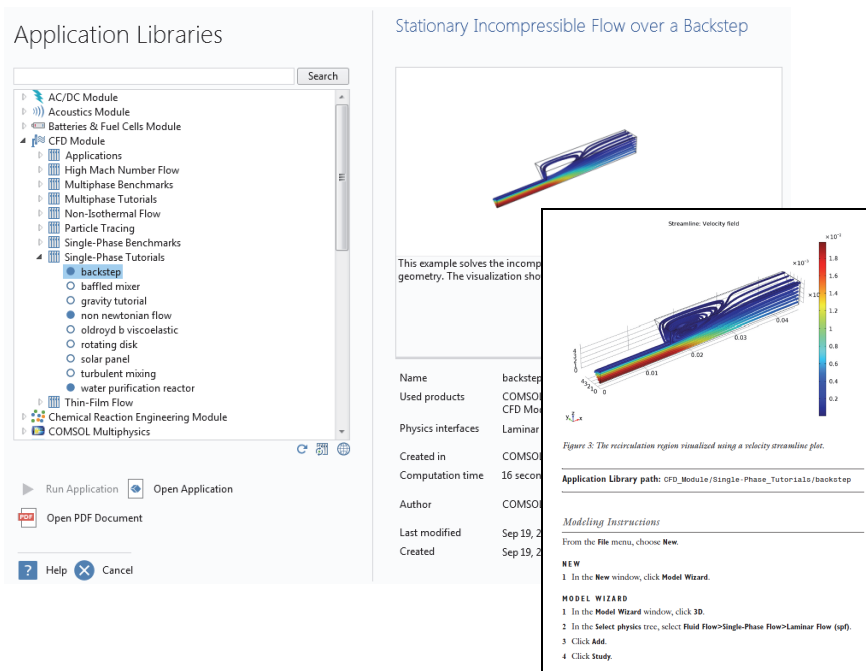 Application Libraries
Search
AC/DC Module
Acoustics Module
Batteries & Fuel Cells Module
CFD Module
Applications
High Mach Number Flow
Multiphase Benchmarks
Multiphase Tutorials
Non-Isothermal Flow
Particle Tracing
Single-Phase Benchmarks
Single-Phase Tutorials
backstep
baffled mixer
gravity tutorial
non newtonian flow
oldroyd b viscoelastic
rotating disk
solar panel
turbulent mixing
water purification reactor
Thin-Film Flow
Chemical Reaction Engineering Module
COMSOL Multiphysics
Run Application
Open Application
PDF
Open PDF Document
? Help
Cancel
Stationary Incompressible Flow over a Backstep
This example solves the incomp
geometry. The visualization sho
Name backstep
Used products COMSOL
CFD Mo
Physics interfaces Laminar
Created in COMSOL
Computation time 16 secon
Author COMSOL
Last modified Sep 19, 2
Created Sep 19, 2
Streamline: Velocity field
×10⁻³
1.8
1.6
1.4
1.2
1
0.8
0.6
0.4
0.2
×10⁻³
×10
0.04
0.03
0.02
0.01
0
4
3
2
1
0
y z x
Figure 3: The recirculation region visualized using a velocity streamline plot.
Application Library path: CFD_Module/Single-Phase_Tutorials/backstep
Modeling Instructions
From the File menu, choose New.
NEW
1 In the New window, click Model Wizard.
MODEL WIZARD
1 In the Model Wizard window, click 3D.
2 In the Select physics tree, select Fluid Flow>Single-Phase Flow>Laminar Flow (spf).
3 Click Add.
4 Click Study.